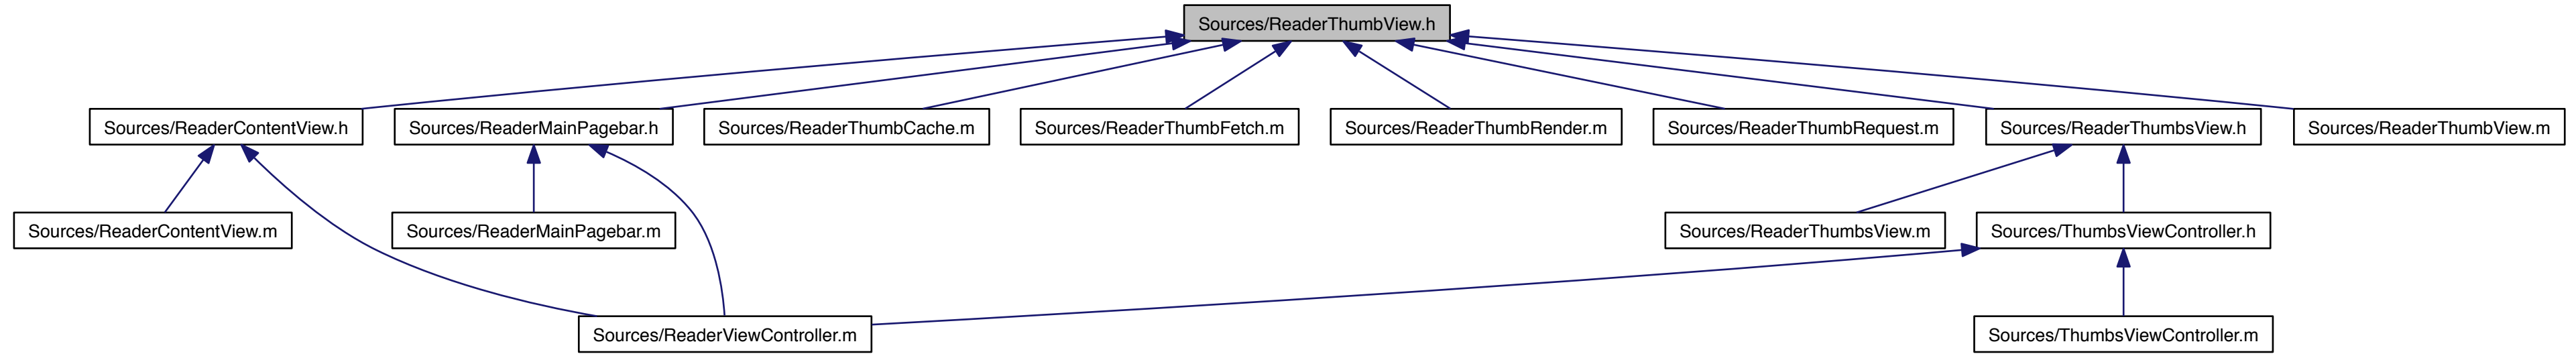 Sources/ReaderThumbView.h
Sources/ReaderContentView.h
Sources/ReaderMainPagebar.h
Sources/ReaderThumbCache.m
Sources/ReaderThumbFetch.m
Sources/ReaderThumbRender.m
Sources/ReaderThumbRequest.m
Sources/ReaderThumbsView.h
Sources/ReaderThumbView.m
Sources/ReaderContentView.m
Sources/ReaderMainPagebar.m
Sources/ReaderThumbsView.m
Sources/ThumbsViewController.h
Sources/ReaderViewController.m
Sources/ThumbsViewController.m